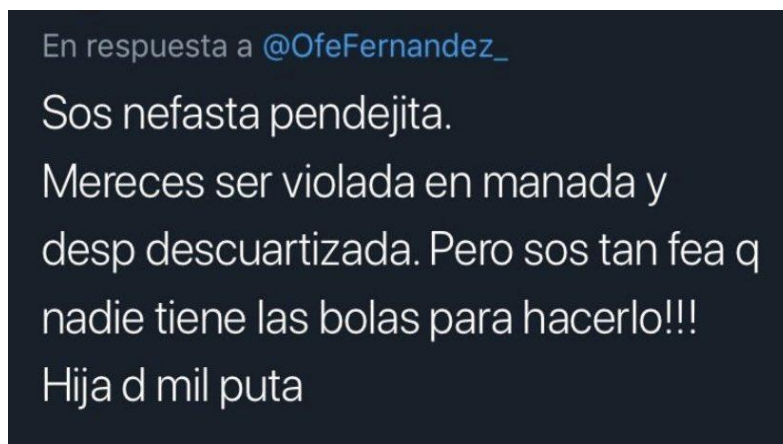 En respuesta a @OfeFernandez_
Sos nefasta pendejita.
Mereces ser violada en manada y
desp descuartizada. Pero sos tan fea q
nadie tiene las bolas para hacerlo!!!
Hija d mil puta